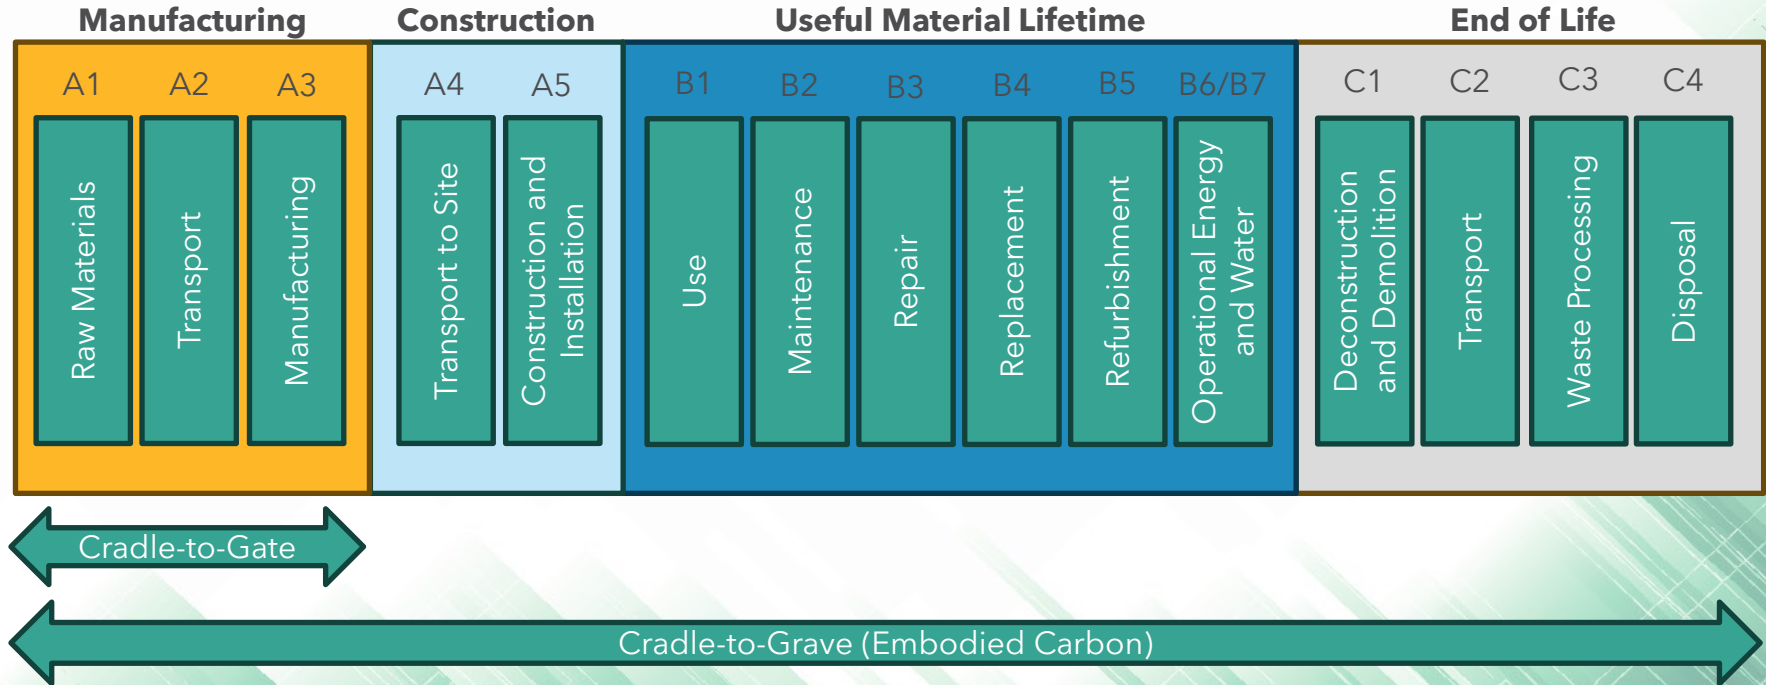 Manufacturing
Construction
Useful Material Lifetime
End of Life
A1
A2
A3
A4
A5
B1
B2
B3
B4
B5
B6/B7
C1
C2
C3
C4
Raw Materials
Transport
Manufacturing
Transport to Site
Construction and
Installation
Use
Maintenance
Repair
Replacement
Refurbishment
Operational Energy
and Water
Deconstruction
and Demolition
Transport
Waste Processing
Disposal
Cradle-to-Gate
Cradle-to-Grave (Embodied Carbon)